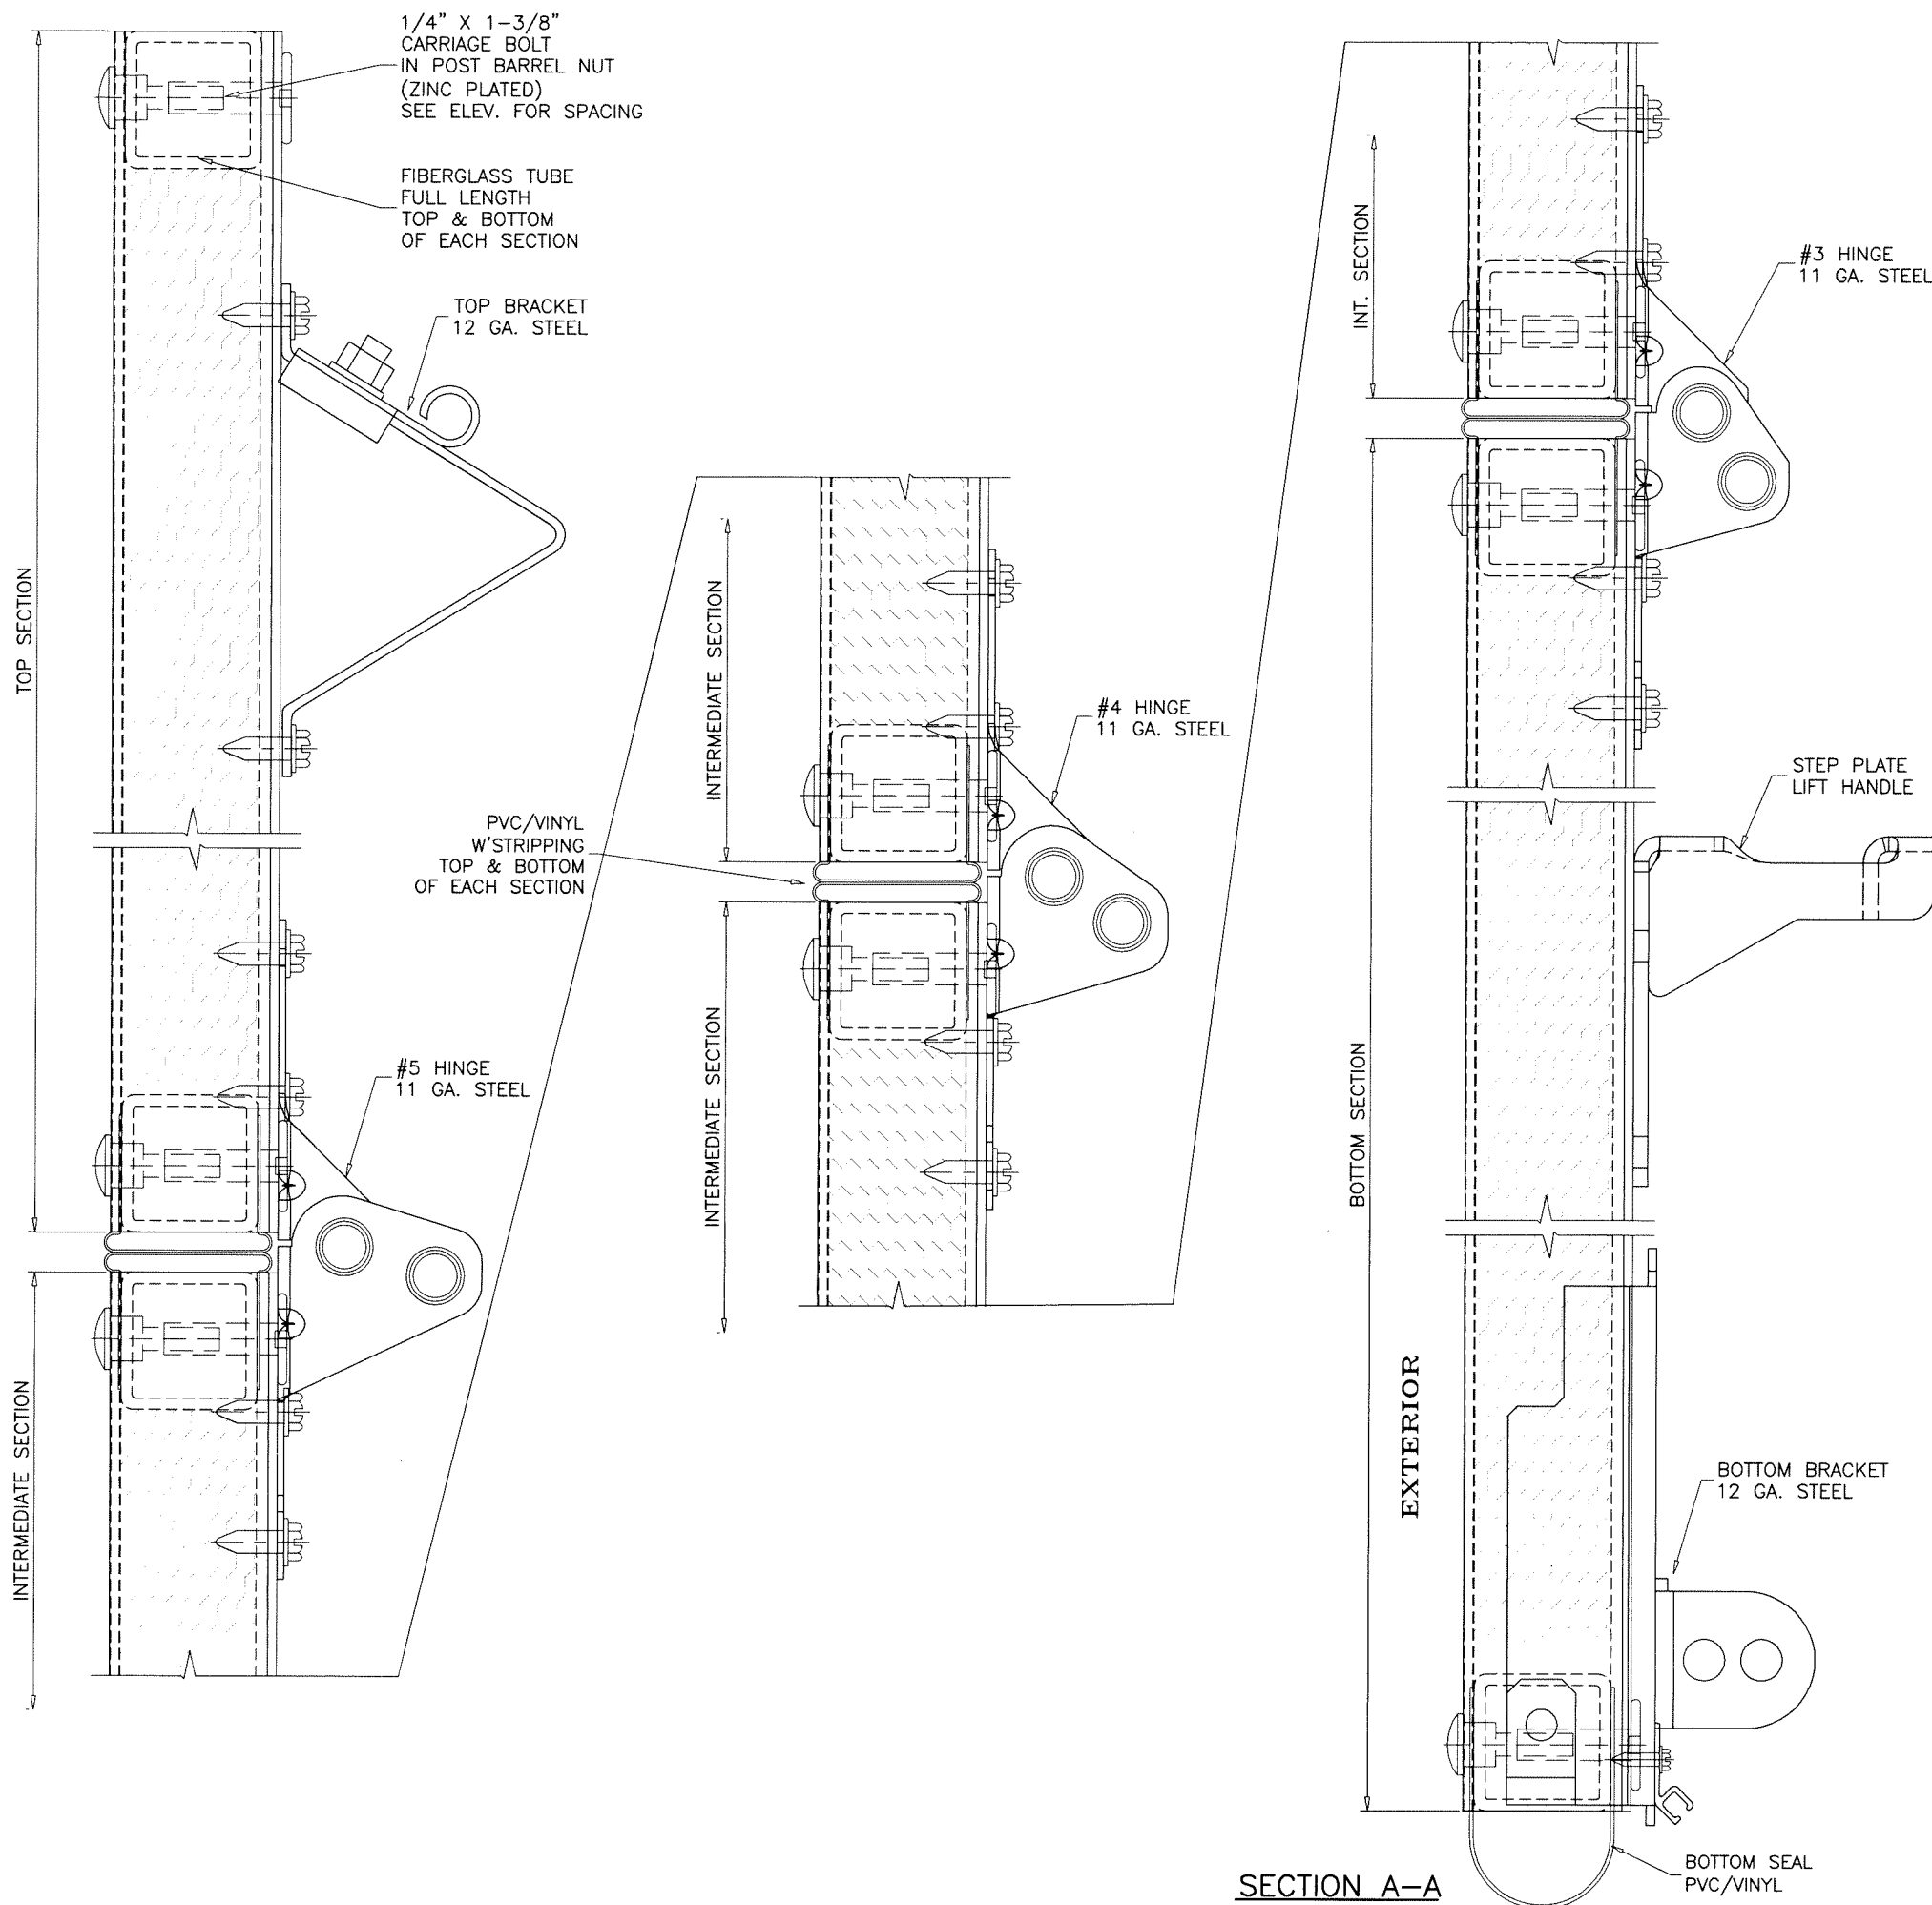 1/4" X 1-3/8"
CARRIAGE BOLT
IN POST BARREL NUT
(ZINC PLATED)
SEE ELEV. FOR SPACING
FIBERGLASS TUBE
FULL LENGTH
TOP & BOTTOM
OF EACH SECTION
TOP BRACKET
12 GA. STEEL
TOP SECTION
#5 HINGE
11 GA. STEEL
INTERMEDIATE SECTION
INTERMEDIATE SECTION
#4 HINGE
11 GA. STEEL
PVC/VINYL
W'STRIPPING
TOP & BOTTOM
OF EACH SECTION
INTERMEDIATE SECTION
INT. SECTION
#3 HINGE
11 GA. STEEL
STEP PLATE
LIFT HANDLE
BOTTOM SECTION
EXTERIOR
BOTTOM BRACKET
12 GA. STEEL
BOTTOM SEAL
PVC/VINYL
SECTION A-A